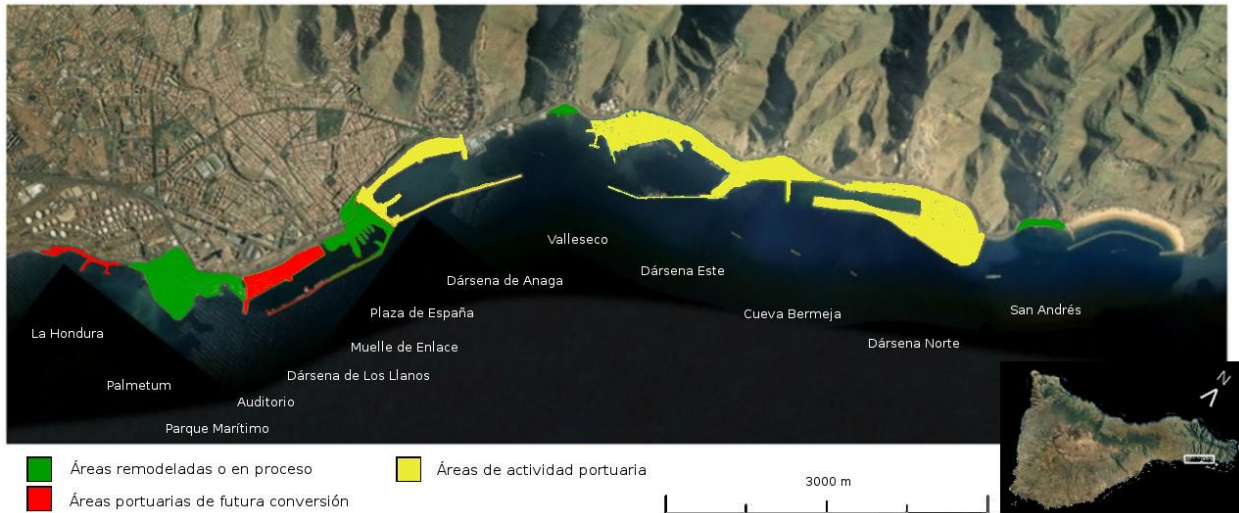 Valleseco
Dársena Este
Dársena de Anaga
San Andrés
Plaza de España
Cueva Bermeja
La Hondura
Muelle de Enlace
Dársena Norte
Dársena de Los Llanos
Palmetum
Auditorio
Parque Marítimo
N
Áreas remodeladas o en proceso
Áreas de actividad portuaria
Áreas portuarias de futura conversión
3000 m